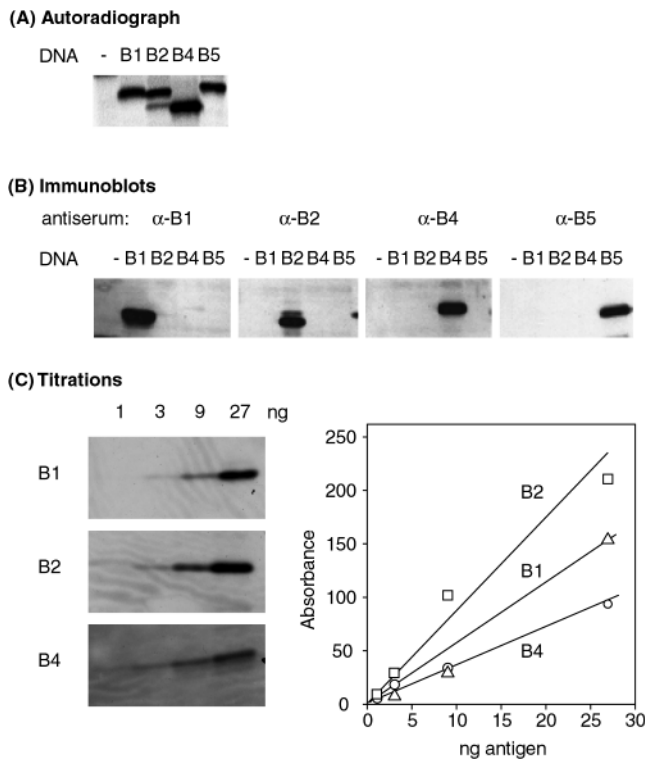 (A) Autoradiograph
DNA - B1 B2 B4 B5
(B) Immunoblots
antiserum: α-B1 α-B2 α-B4 α-B5
DNA - B1 B2 B4 B5 - B1 B2 B4 B5 - B1 B2 B4 B5 - B1 B2 B4 B5
(C) Titrations
1 3 9 27 ng
B1
B2
B4
250
200
150
100
50
0
Absorbance
B2
B1
B4
0 5 10 15 20 25 30
ng antigen